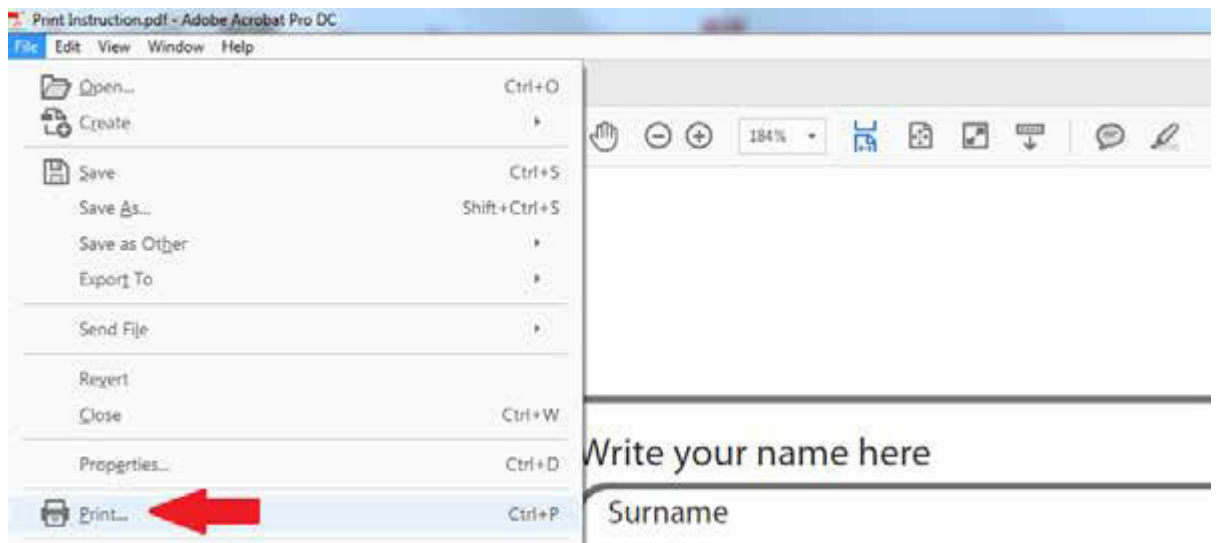 Print Instruction.pdf - Adobe Acrobat Pro DC
File Edit View Window Help
Open... Ctrl+O
Create
184%
Save Ctrl+S
Save As... Shift+Ctrl+S
Save as Other
Export To
Send File
Revert
Close Ctrl+W
Write your name here
Properties... Ctrl+D
Print... Ctrl+P
Surname